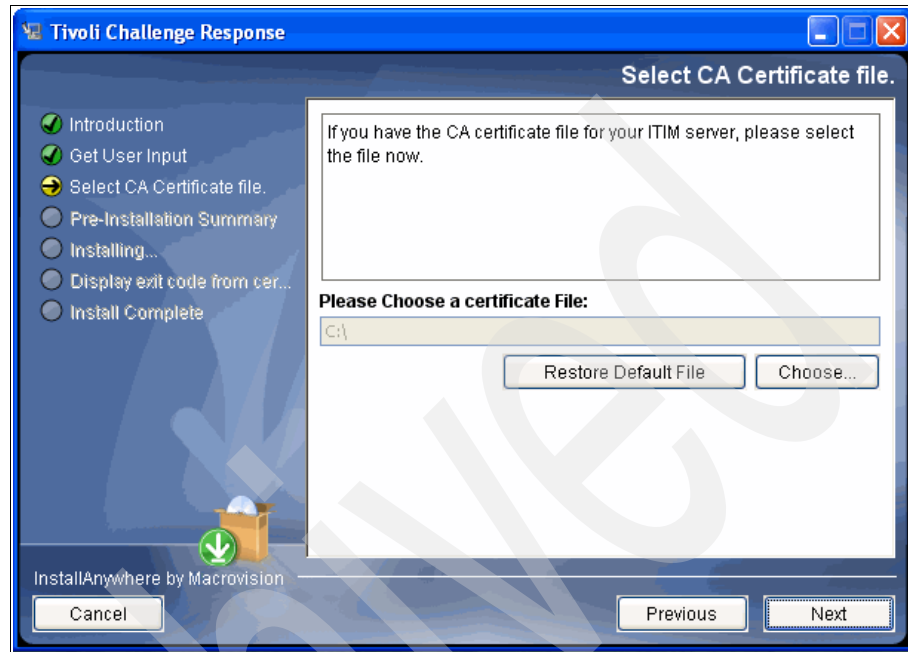 Tivoli Challenge Response
Select CA Certificate file.
Introduction
Get User Input
Select CA Certificate file.
Pre-Installation Summary
Installing...
Display exit code from cer...
Install Complete
If you have the CA certificate file for your ITIM server, please select
the file now.
Please Choose a certificate File:
C:\
Restore Default File
Choose...
InstallAnywhere by Macrovision
Cancel
Previous
Next